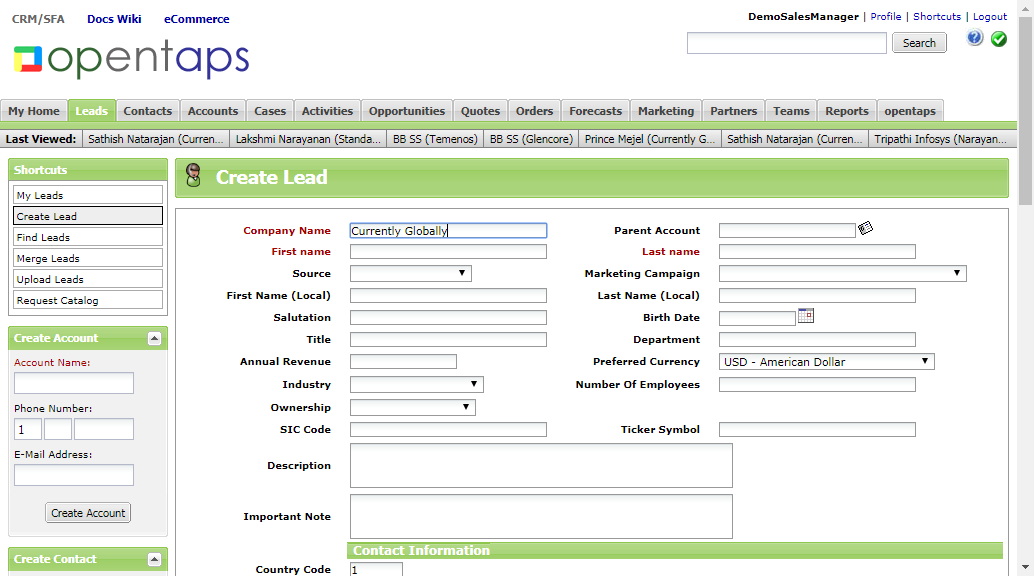 CRM/SFA Docs Wiki eCommerce
DemoSalesManager | Profile | Shortcuts | Logout
opentaps
Search
My Home Leads Contacts Accounts Cases Activities Opportunities Quotes Orders Forecasts Marketing Partners Teams Reports opentaps
Last Viewed: Sathish Natarajan (Curren... Lakshmi Narayanan (Standa... BB SS (Temenos) BB SS (Glencore) Prince Mejel (Currently G... Sathish Natarajan (Curren... Tripathi Infosys (Narayan...
Shortcuts
My Leads
Create Lead
Find Leads
Merge Leads
Upload Leads
Request Catalog
Create Account
Account Name:
Phone Number:
1
E-Mail Address:
Create Account
Create Contact
Create Lead
Company Name Currently Globally Parent Account
First name Last name
Source Marketing Campaign
First Name (Local) Last Name (Local)
Salutation Birth Date
Title Department
Annual Revenue Preferred Currency USD - American Dollar
Industry Number Of Employees
Ownership
SIC Code Ticker Symbol
Description
Important Note
Contact Information
Country Code 1